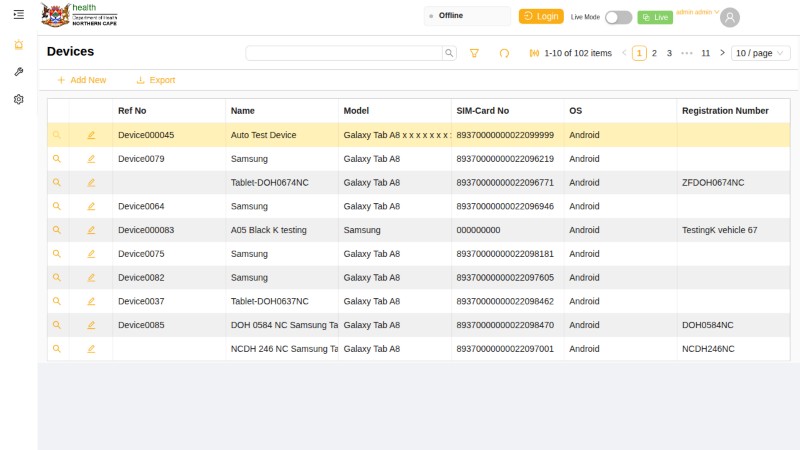 health
Department of Health
NORTHERN CAPE
Offline
Login
Live Mode
Live
admin admin
Devices
1-10 of 102 items
1 2 3 ••• 11
10 / page
Add New
Export
Ref No Name Model SIM-Card No OS Registration Number
Device000045 Auto Test Device Galaxy Tab A8 x x x x x x x 89370000000022099999 Android
Device0079 Samsung Galaxy Tab A8 89370000000022096219 Android
Tablet-DOH0674NC Galaxy Tab A8 89370000000022096771 Android ZFDOH0674NC
Device0064 Samsung Galaxy Tab A8 89370000000022096946 Android
Device000083 A05 Black K testing Samsung 000000000 Android TestingK vehicle 67
Device0075 Samsung Galaxy Tab A8 89370000000022098181 Android
Device0082 Samsung Galaxy Tab A8 89370000000022097605 Android
Device0037 Tablet-DOH0637NC Galaxy Tab A8 89370000000022098462 Android
Device0085 DOH 0584 NC Samsung Ta Galaxy Tab A8 89370000000022098470 Android DOH0584NC
NCDH 246 NC Samsung Ta Galaxy Tab A8 89370000000022097001 Android NCDH246NC